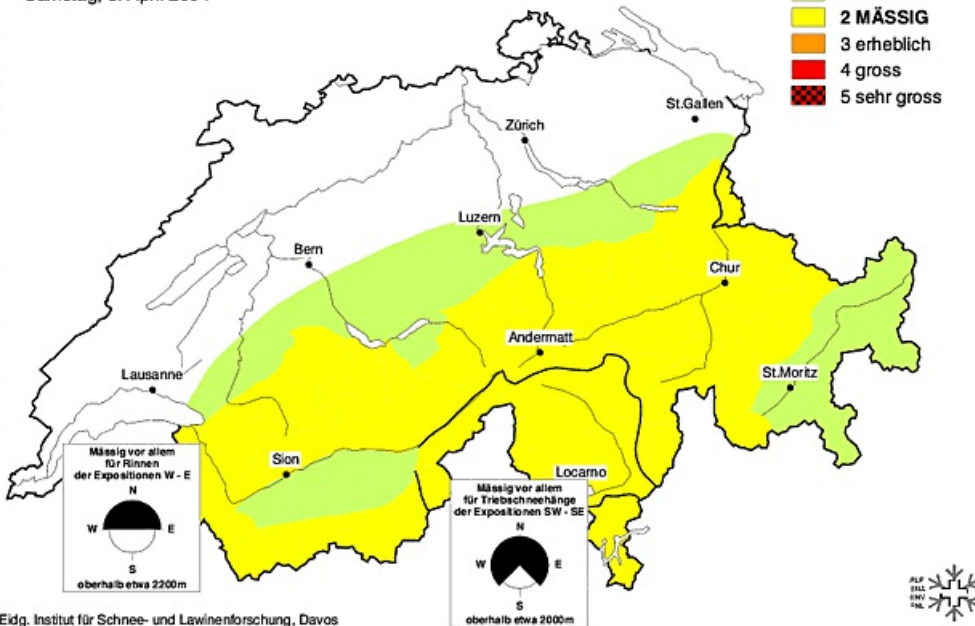 2 MÄSSIG
3 erheblich
4 gross
5 sehr gross
St.Gallen
Zürich
Luzern
Bern
Chur
Andermatt
Lausanne
St.Moritz
Sion
Locarno
Mässig vor allem
für Rinnen
der Expositionen W - E
N
W E
S
oberhalb etwa 2200m
Mässig vor allem
für Triebschneehänge
der Expositionen SW - SE
N
W E
S
oberhalb etwa 2000m
Eidg. Institut für Schnee- und Lawinenforschung, Davos
SLF